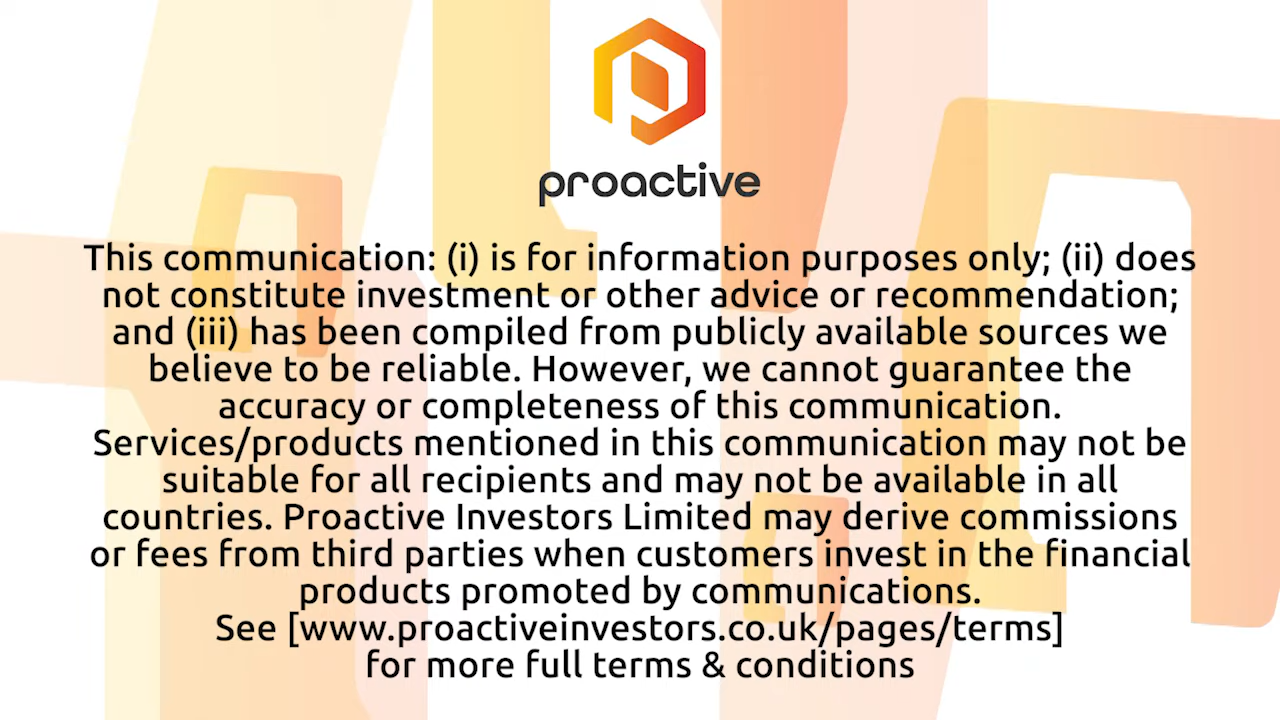 proactive
This communication: (i) is for information purposes only; (ii) does
not constitute investment or other advice or recommendation;
and (iii) has been compiled from publicly available sources we
believe to be reliable. However, we cannot guarantee the
accuracy or completeness of this communication.
Services/products mentioned in this communication may not be
suitable for all recipients and may not be available in all
countries. Proactive Investors Limited may derive commissions
or fees from third parties when customers invest in the financial
products promoted by communications.
See [www.proactiveinvestors.co.uk/pages/terms]
for more full terms & conditions